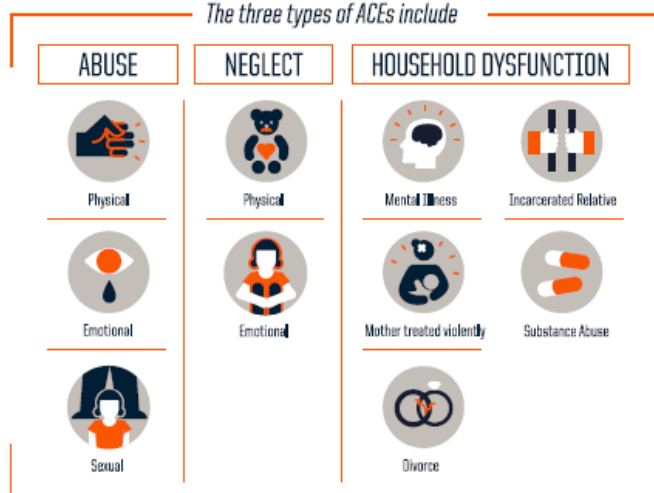 The three types of ACEs include
ABUSE
NEGLECT
HOUSEHOLD DYSFUNCTION
Physical
Physical
Mental Illness
Incarcerated Relative
Emotional
Emotional
Mother treated violently
Substance Abuse
Sexual
Divorce